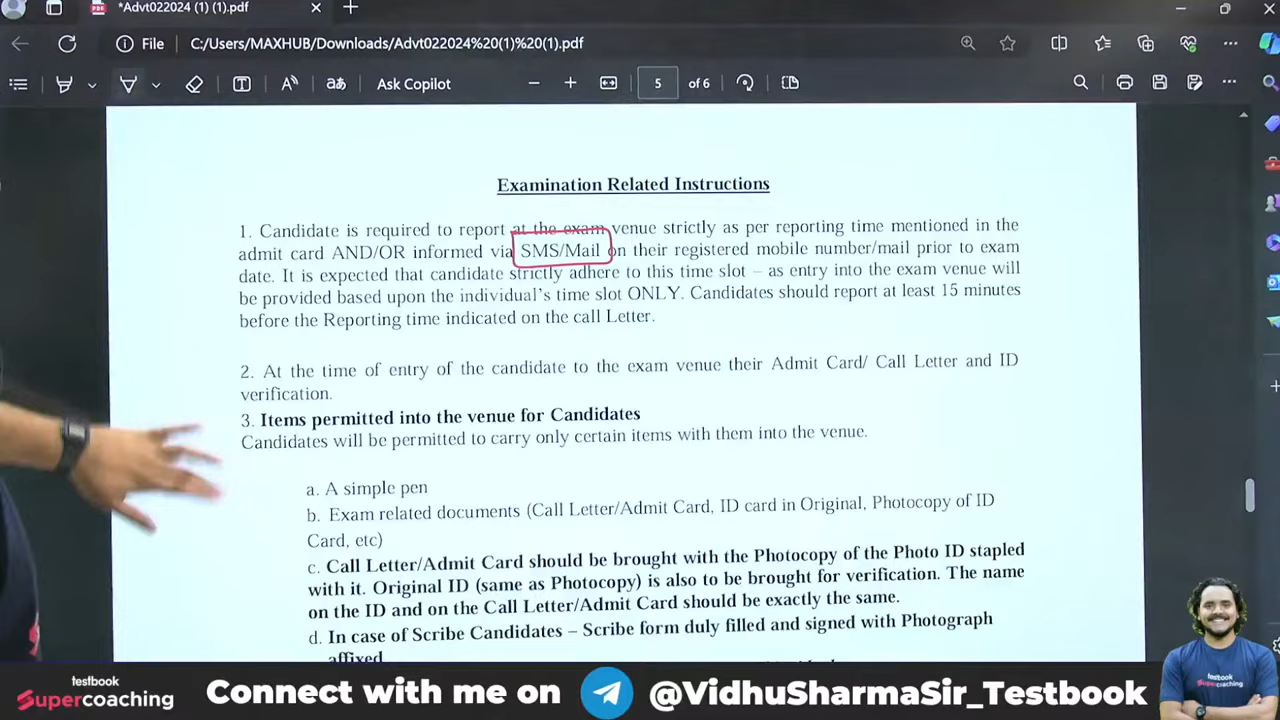 *Advt022024 (1) (1).pdf
File
C:/Users/MAXHUB/Downloads/Advt022024%20(1)%20(1).pdf
Ask Copilot
5
of 6
Examination Related Instructions
1. Candidate is required to report at the exam venue strictly as per reporting time mentioned in the
admit card AND/OR informed via SMS/Mail on their registered mobile number/mail prior to exam
date. It is expected that candidate strictly adhere to this time slot – as entry into the exam venue will
be provided based upon the individual's time slot ONLY. Candidates should report at least 15 minutes
before the Reporting time indicated on the call Letter.
2. At the time of entry of the candidate to the exam venue their Admit Card/ Call Letter and ID
verification.
3. Items permitted into the venue for Candidates
Candidates will be permitted to carry only certain items with them into the venue.
a. A simple pen
b. Exam related documents (Call Letter/Admit Card, ID card in Original, Photocopy of ID
Card, etc)
c. Call Letter/Admit Card should be brought with the Photocopy of the Photo ID stapled
with it. Original ID (same as Photocopy) is also to be brought for verification. The name
on the ID and on the Call Letter/Admit Card should be exactly the same.
d. In case of Scribe Candidates – Scribe form duly filled and signed with Photograph
affixed
testbook
Supercoaching
Connect with me on
@VidhuSharmaSir_Testbook
testbook
Supercoaching